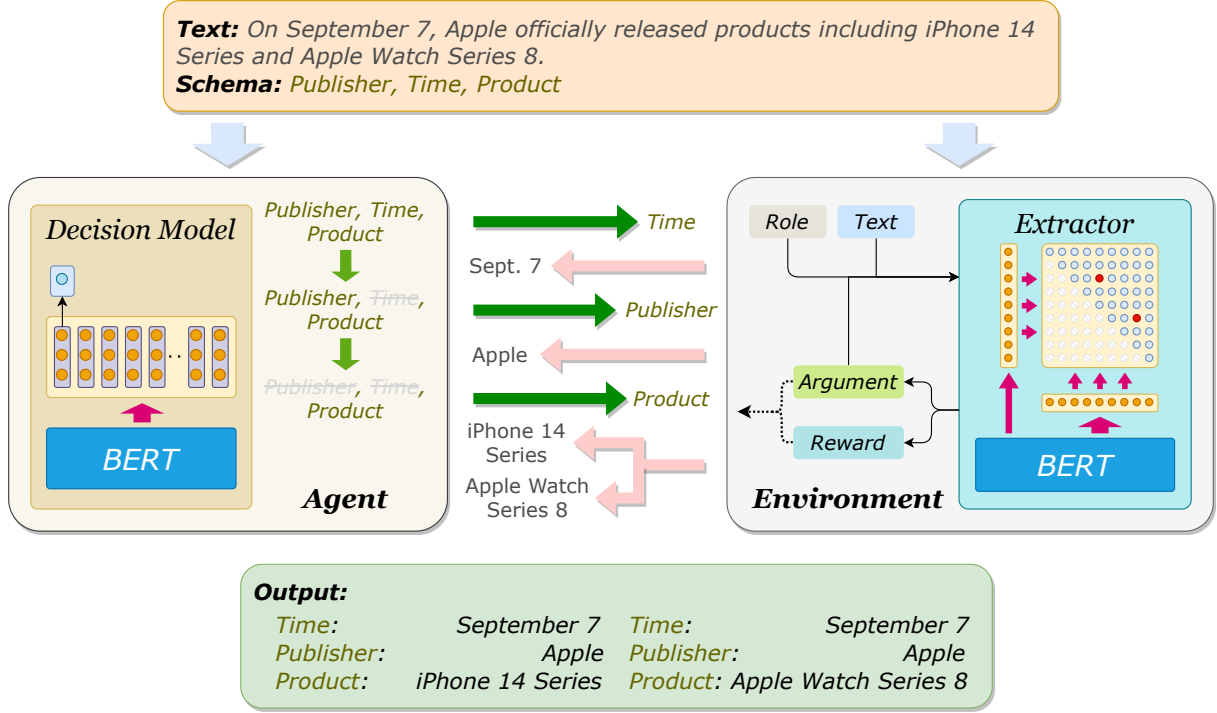 Text: On September 7, Apple officially released products including iPhone 14
Series and Apple Watch Series 8.
Schema: Publisher, Time, Product
Decision Model
BERT
Publisher, Time,
Product
Publisher, Time,
Product
Publisher, Time,
Product
Agent
Time
Sept. 7
Publisher
Apple
Product
iPhone 14
Series
Apple Watch
Series 8
Role
Text
Extractor
Argument
Reward
BERT
Environment
Output:
Time: September 7 Time: September 7
Publisher: Apple Publisher: Apple
Product: iPhone 14 Series Product: Apple Watch Series 8